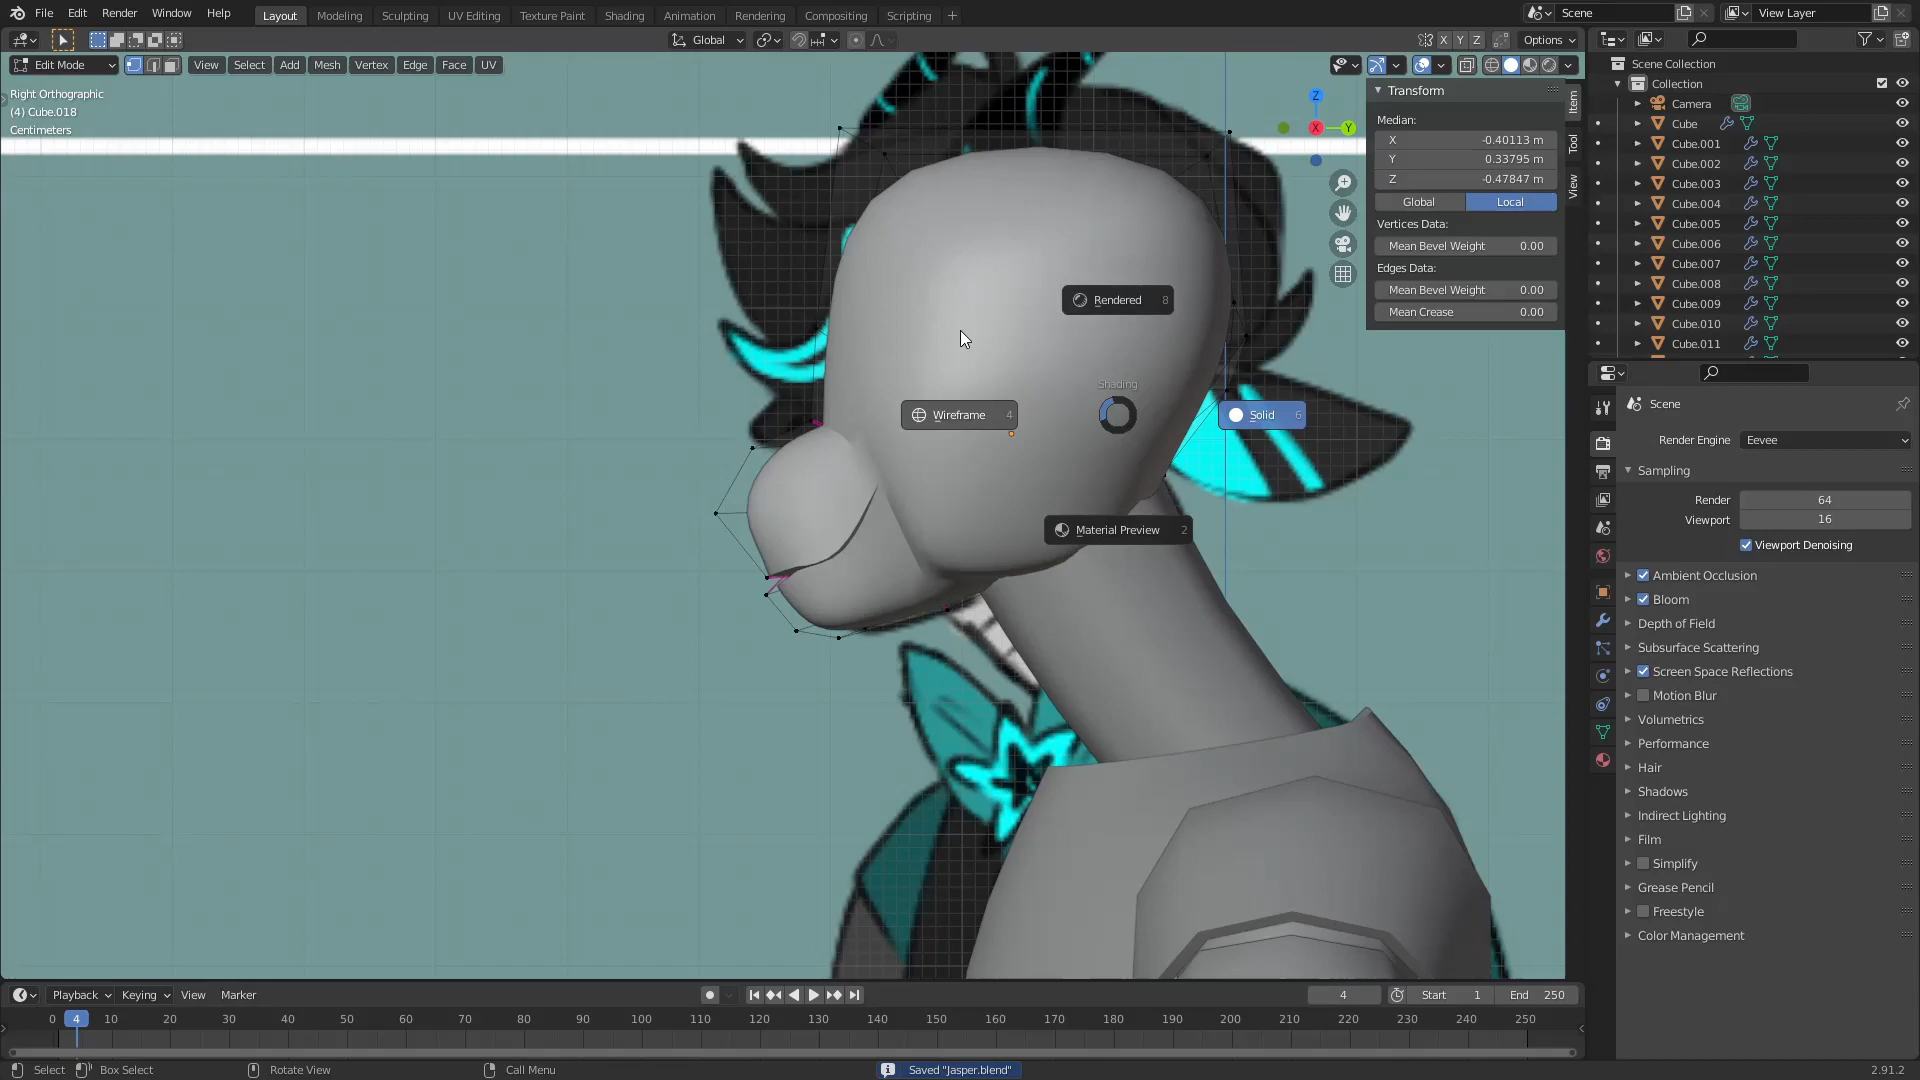 File Edit Render Window Help Layout Modeling Sculpting UV Editing Texture Paint Shading Animation Rendering Compositing Scripting + Scene View Layer
Global X Y Z Options
Edit Mode View Select Add Mesh Vertex Edge Face UV
Right Orthographic
(4) Cube.018
Centimeters
Z
X
Y
Transform
Median:
X -0.40113 m
Y 0.33795 m
Z -0.47847 m
Global Local
Vertices Data:
Mean Bevel Weight 0.00
Edges Data:
Mean Bevel Weight 0.00
Mean Crease 0.00
Item
Tool
View
Rendered 8
Shading
Wireframe 4
Solid 6
Material Preview 2
Scene Collection
Collection
Camera
Cube
Cube.001
Cube.002
Cube.003
Cube.004
Cube.005
Cube.006
Cube.007
Cube.008
Cube.009
Cube.010
Cube.011
Scene
Render Engine Eevee
Sampling
Render 64
Viewport 16
Viewport Denoising
Ambient Occlusion
Bloom
Depth of Field
Subsurface Scattering
Screen Space Reflections
Motion Blur
Volumetrics
Performance
Hair
Shadows
Indirect Lighting
Film
Simplify
Grease Pencil
Freestyle
Color Management
Playback Keying View Marker 4 Start 1 End 250
0 4 10 20 30 40 50 60 70 80 90 100 110 120 130 140 150 160 170 180 190 200 210 220 230 240 250
Select Box Select Rotate View Call Menu Saved "Jasper.blend" 2.91.2